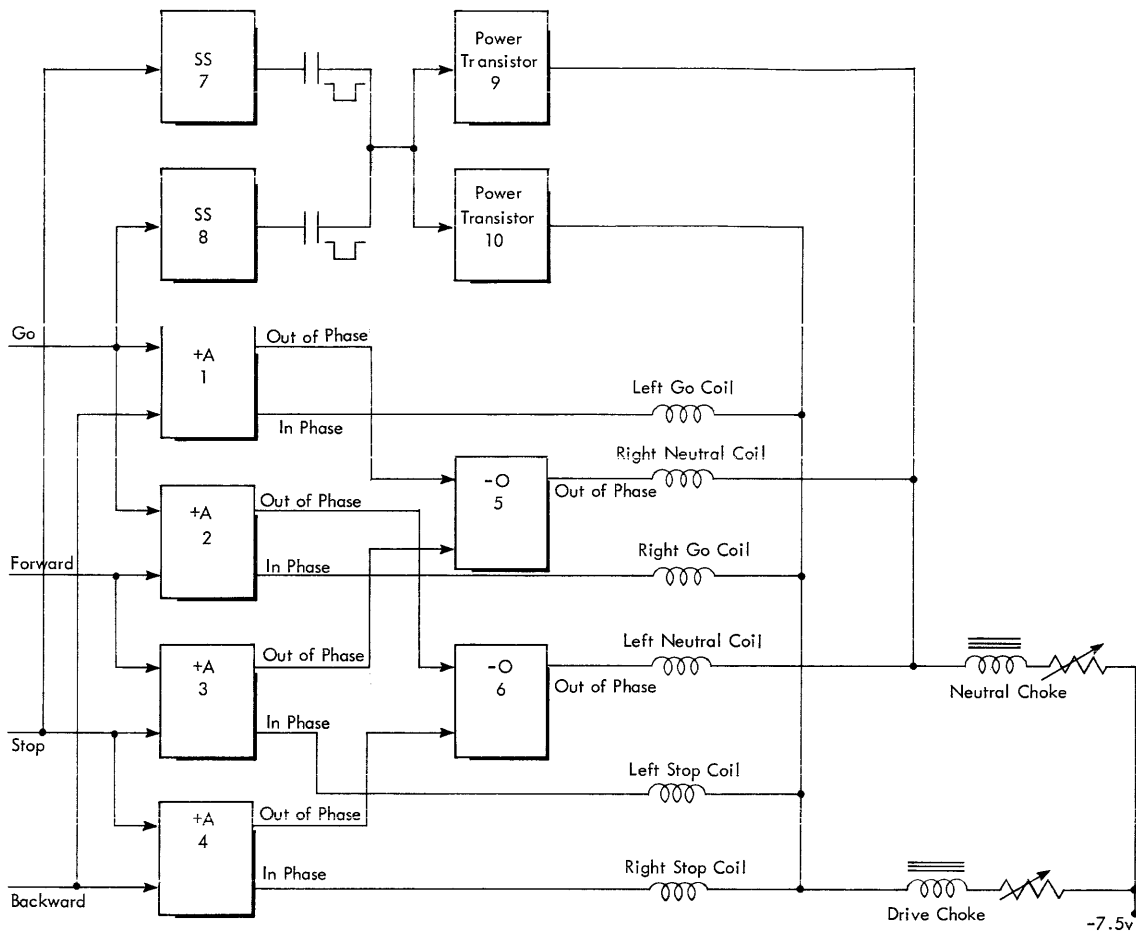 SS
7
Power
Transistor
9
SS
8
Power
Transistor
10
Go
+A
1
Out of Phase
In Phase
Left Go Coil
Right Neutral Coil
-O
5
Out of Phase
+A
2
Out of Phase
In Phase
Right Go Coil
Forward
+A
3
Out of Phase
In Phase
Left Neutral Coil
-O
6
Out of Phase
Neutral Choke
Stop
Left Stop Coil
+A
4
Out of Phase
In Phase
Right Stop Coil
Backward
Drive Choke
-7.5v